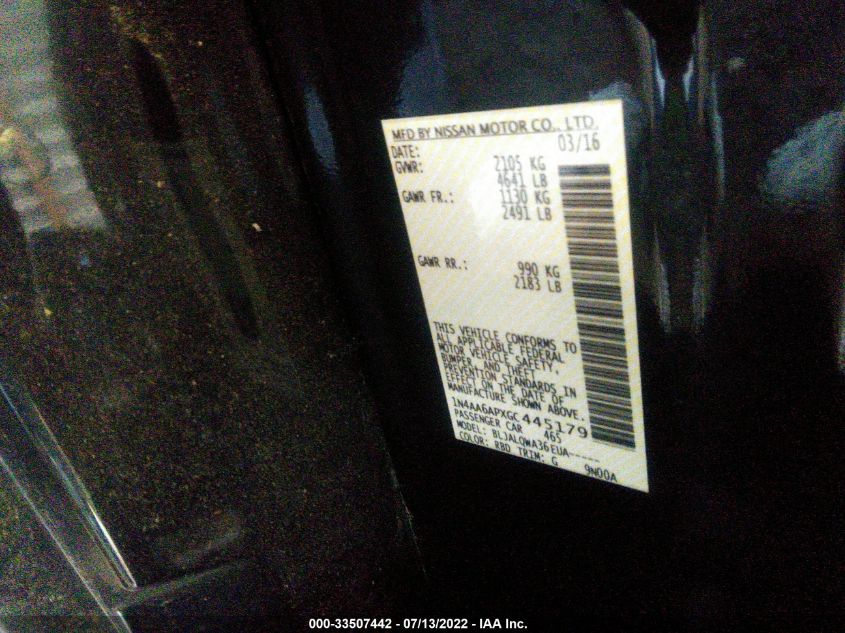 MFD BY NISSAN MOTOR CO., LTD.
DATE: 03/16
GVWR: 2105 KG
4641 LB
GAWR FR.: 1130 KG
2491 LB
GAWR RR.: 990 KG
2183 LB
THIS VEHICLE CONFORMS TO
ALL APPLICABLE FEDERAL
MOTOR VEHICLE SAFETY,
BUMPER, AND THEFT
PREVENTION STANDARDS IN
EFFECT ON THE DATE OF
MANUFACTURE SHOWN ABOVE.
1N4AA6APXGC445179
PASSENGER CAR 465
MODEL: BLJALQWA36EUA-----
COLOR: RBD TRIM: G 9N00A
000-33507442 - 07/13/2022 - IAA Inc.